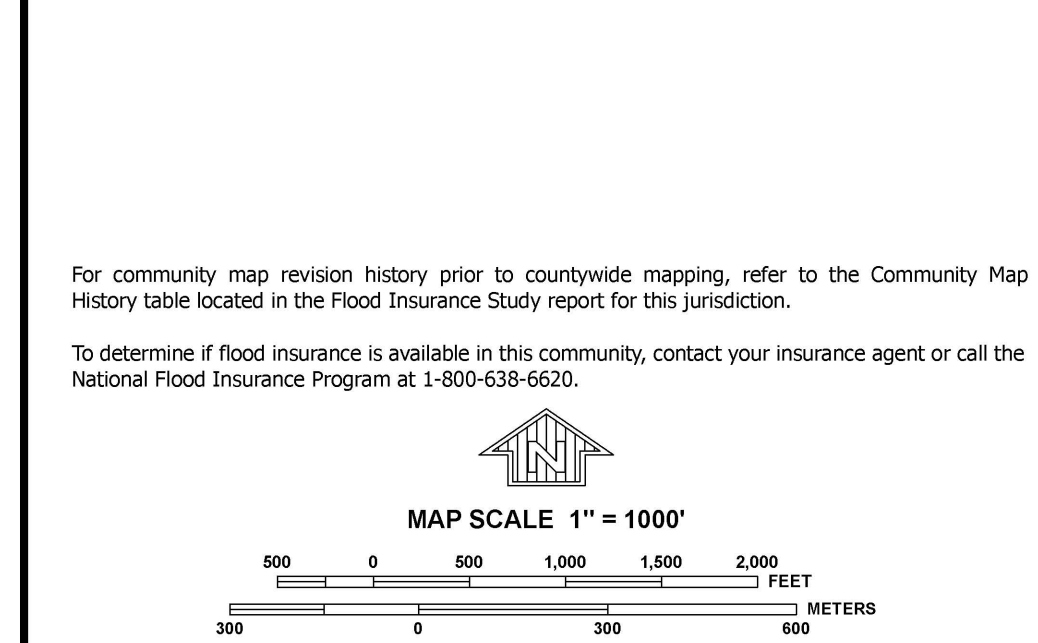 For community map revision history prior to countywide mapping, refer to the Community Map
History table located in the Flood Insurance Study report for this jurisdiction.
To determine if flood insurance is available in this community, contact your insurance agent or call the
National Flood Insurance Program at 1-800-638-6620.
N
MAP SCALE 1" = 1000'
500 0 500 1,000 1,500 2,000
FEET
METERS
300 0 300 600